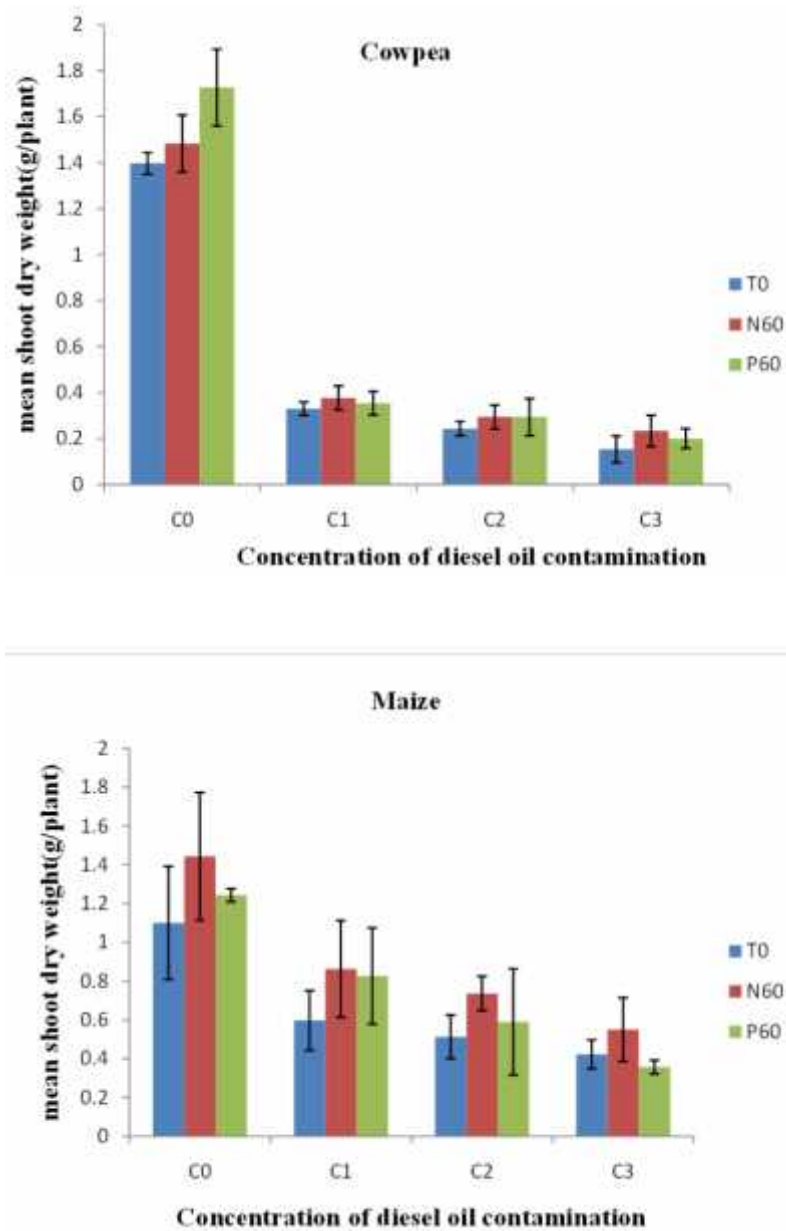 Cowpea
mean shoot dry weight(g/plant)
2
1.8
1.6
1.4
1.2
1
0.8
0.6
0.4
0.2
0
C0 C1 C2 C3
Concentration of diesel oil contamination
T0
N60
P60
Maize
mean shoot dry weight(g/plant)
2
1.8
1.6
1.4
1.2
1
0.8
0.6
0.4
0.2
0
C0 C1 C2 C3
Concentration of diesel oil contamination
T0
N60
P60